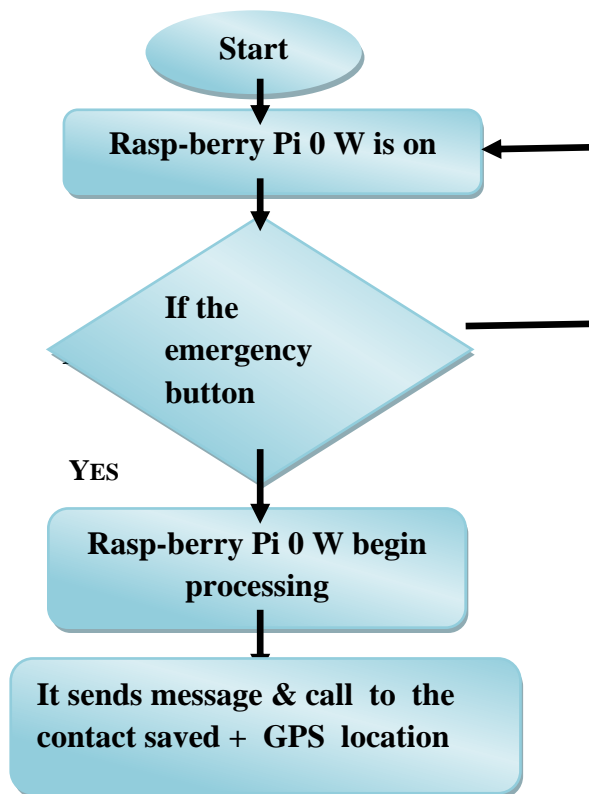 Start
Rasp-berry Pi 0 W is on
If the
emergency
button
YES
Rasp-berry Pi 0 W begin
processing
It sends message & call to the
contact saved + GPS location